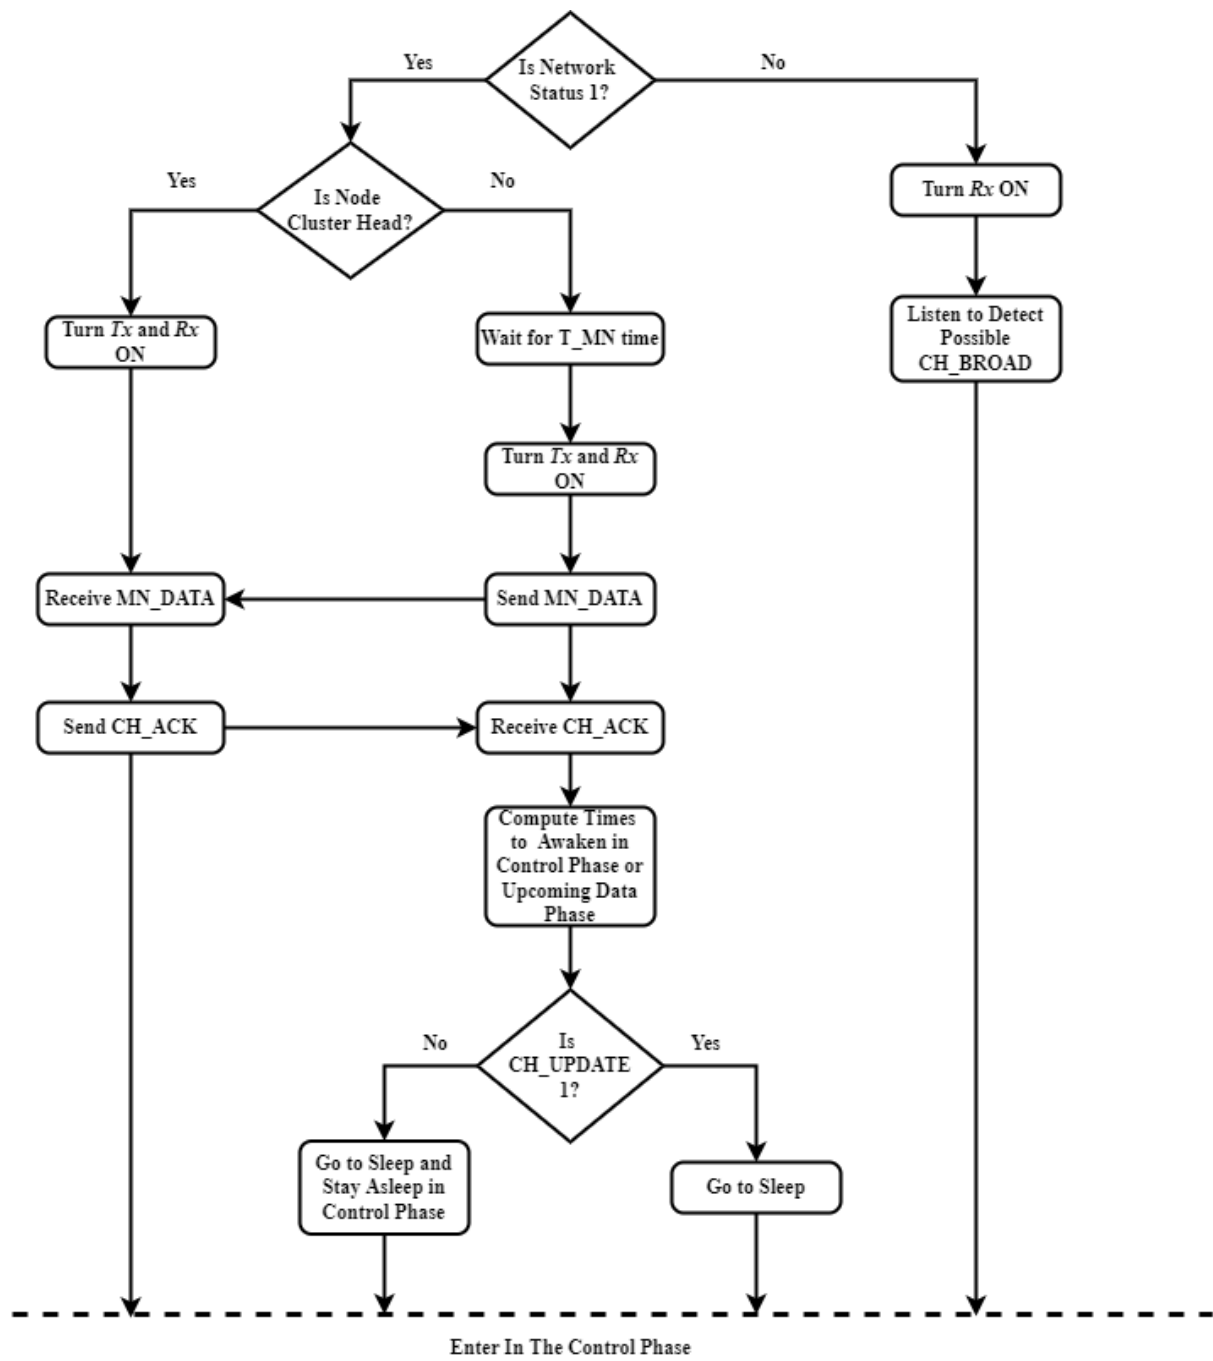 Yes
Is Network
Status 1?
No
Yes
Is Node
Cluster Head?
No
Turn Rx ON
Turn Tx and Rx
ON
Wait for T_MN time
Listen to Detect
Possible
CH_BROAD
Turn Tx and Rx
ON
Receive MN_DATA
Send MN_DATA
Send CH_ACK
Receive CH_ACK
Compute Times
to Awaken in
Control Phase or
Upcoming Data
Phase
No
Is
CH_UPDATE
1?
Yes
Go to Sleep and
Stay Asleep in
Control Phase
Go to Sleep
Enter In The Control Phase